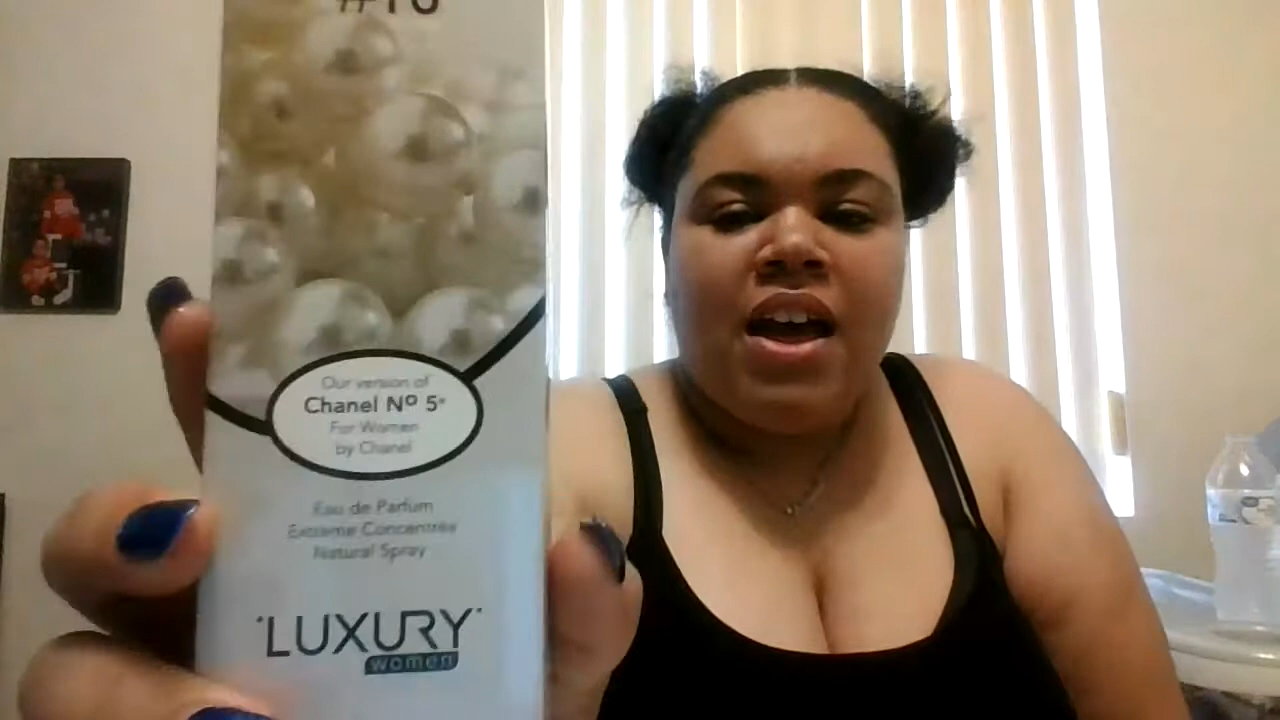 Our version of
Chanel Nº 5®
For Women
by Chanel
Eau de Parfum
Extreme Concentrée
Natural Spray
LUXURY
women